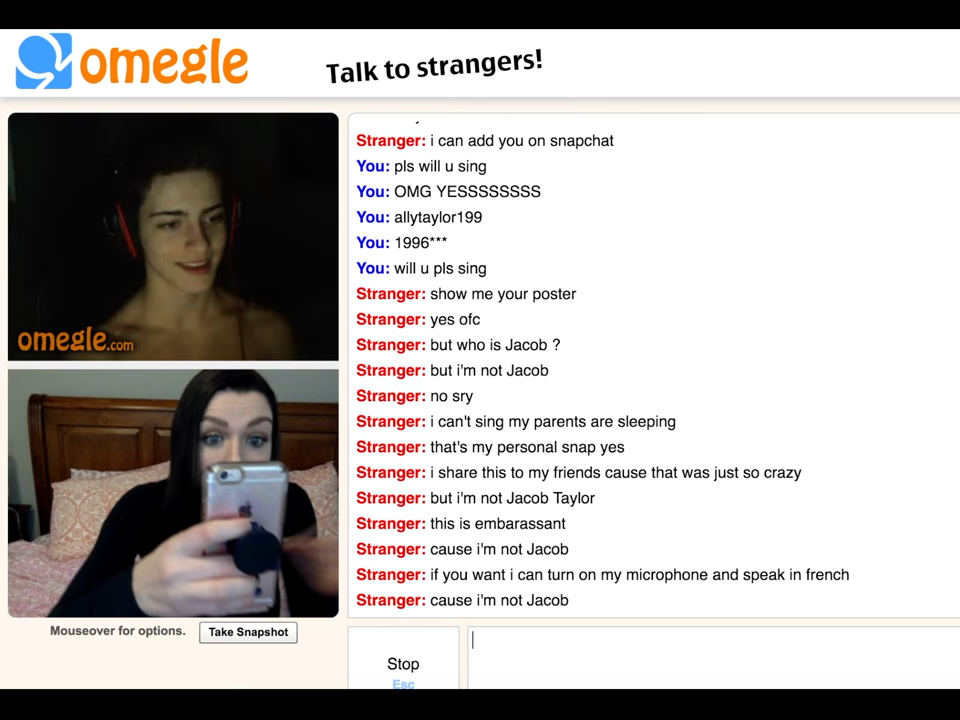 omegle
Talk to strangers!
Stranger: i can add you on snapchat
You: pls will u sing
You: OMG YESSSSSSSS
You: allytaylor199
You: 1996***
You: will u pls sing
Stranger: show me your poster
Stranger: yes ofc
Stranger: but who is Jacob ?
Stranger: but i'm not Jacob
Stranger: no sry
Stranger: i can't sing my parents are sleeping
Stranger: that's my personal snap yes
Stranger: i share this to my friends cause that was just so crazy
Stranger: but i'm not Jacob Taylor
Stranger: this is embarassant
Stranger: cause i'm not Jacob
Stranger: if you want i can turn on my microphone and speak in french
Stranger: cause i'm not Jacob
omegle.com
Mouseover for options.
Take Snapshot
Stop
Esc